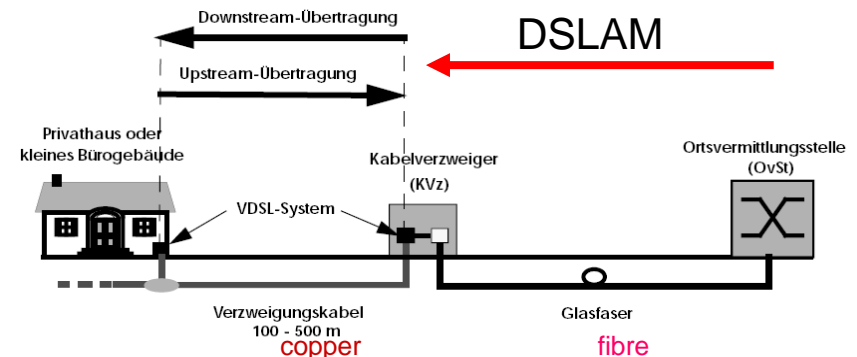 Downstream-Übertragung
DSLAM
Upstream-Übertragung
Privathaus oder
kleines Bürogebäude
Kabelverzweiger
(KVz)
Ortsvermittlungsstelle
(OvSt)
VDSL-System
Verzweigungskabel
100 - 500 m
copper
Glasfaser
fibre